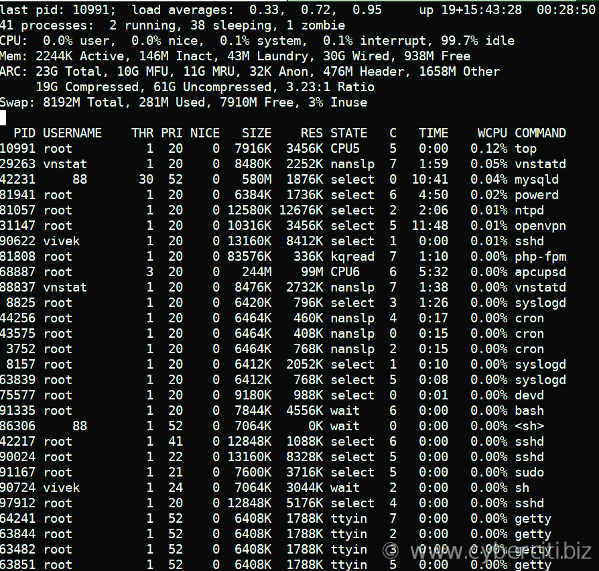 last pid: 10991;  load averages:  0.33,  0.72,  0.95    up 19+15:43:28  00:28:50
41 processes:  2 running, 38 sleeping, 1 zombie
CPU:  0.0% user,  0.0% nice,  0.1% system,  0.1% interrupt, 99.7% idle
Mem: 2244K Active, 146M Inact, 43M Laundry, 30G Wired, 938M Free
ARC: 23G Total, 10G MFU, 11G MRU, 32K Anon, 476M Header, 1658M Other
     19G Compressed, 61G Uncompressed, 3.23:1 Ratio
Swap: 8192M Total, 281M Used, 7910M Free, 3% Inuse
PID USERNAME    THR PRI NICE   SIZE    RES STATE   C   TIME    WCPU COMMAND
10991 root          1  20    0  7916K  3456K CPU5    5   0:00   0.12% top
29263 vnstat        1  20    0  8480K  2252K nanslp  7   1:59   0.05% vnstatd
42231     88       30  52    0   580M  1876K select  0  10:41   0.04% mysqld
81941 root          1  20    0  6384K  1736K select  6   4:50   0.02% powerd
81057 root          1  20    0 12580K 12676K select  2   2:06   0.01% ntpd
31147 root          1  20    0 10316K  3456K select  5  11:48   0.01% openvpn
90622 vivek         1  20    0 13160K  8412K select  1   0:00   0.01% sshd
81808 root          1  20    0 83576K   336K kqread  7   1:10   0.00% php-fpm
68887 root          3  20    0   244M    99M CPU6    6   5:32   0.00% apcupsd
88837 vnstat        1  20    0  8476K  2732K nanslp  7   1:38   0.00% vnstatd
8825 root          1  20    0  6420K   796K select  3   1:26   0.00% syslogd
44256 root          1  20    0  6464K   460K nanslp  4   0:17   0.00% cron
43575 root          1  20    0  6464K   408K nanslp  0   0:15   0.00% cron
3752 root          1  20    0  6464K   768K nanslp  2   0:15   0.00% cron
8157 root          1  20    0  6412K  2052K select  1   0:10   0.00% syslogd
63839 root          1  20    0  6412K   768K select  5   0:08   0.00% syslogd
75577 root          1  20    0  9180K   988K select  0   0:01   0.00% devd
91335 root          1  20    0  7844K  4556K wait    6   0:00   0.00% bash
86306     88        1  52    0  7064K     0K wait    0   0:00   0.00% <sh>
42217 root          1  41    0 12848K  1088K select  6   0:00   0.00% sshd
90024 root          1  22    0 13160K  8328K select  5   0:00   0.00% sshd
91167 root          1  21    0  7600K  3716K select  5   0:00   0.00% sudo
90724 vivek         1  24    0  7064K  3044K wait    2   0:00   0.00% sh
97912 root          1  20    0 12848K  5176K select  4   0:00   0.00% sshd
64241 root          1  52    0  6408K  1788K ttyin   7   0:00   0.00% getty
63844 root          1  52    0  6408K  1788K ttyin   2   0:00   0.00% getty
63482 root          1  52    0  6408K  1788K ttyin   3   0:00   0.00% getty
63851 root          1  52    0  6408K  1788K ttyin   5   0:00   0.00% getty
© www.cyberciti.biz